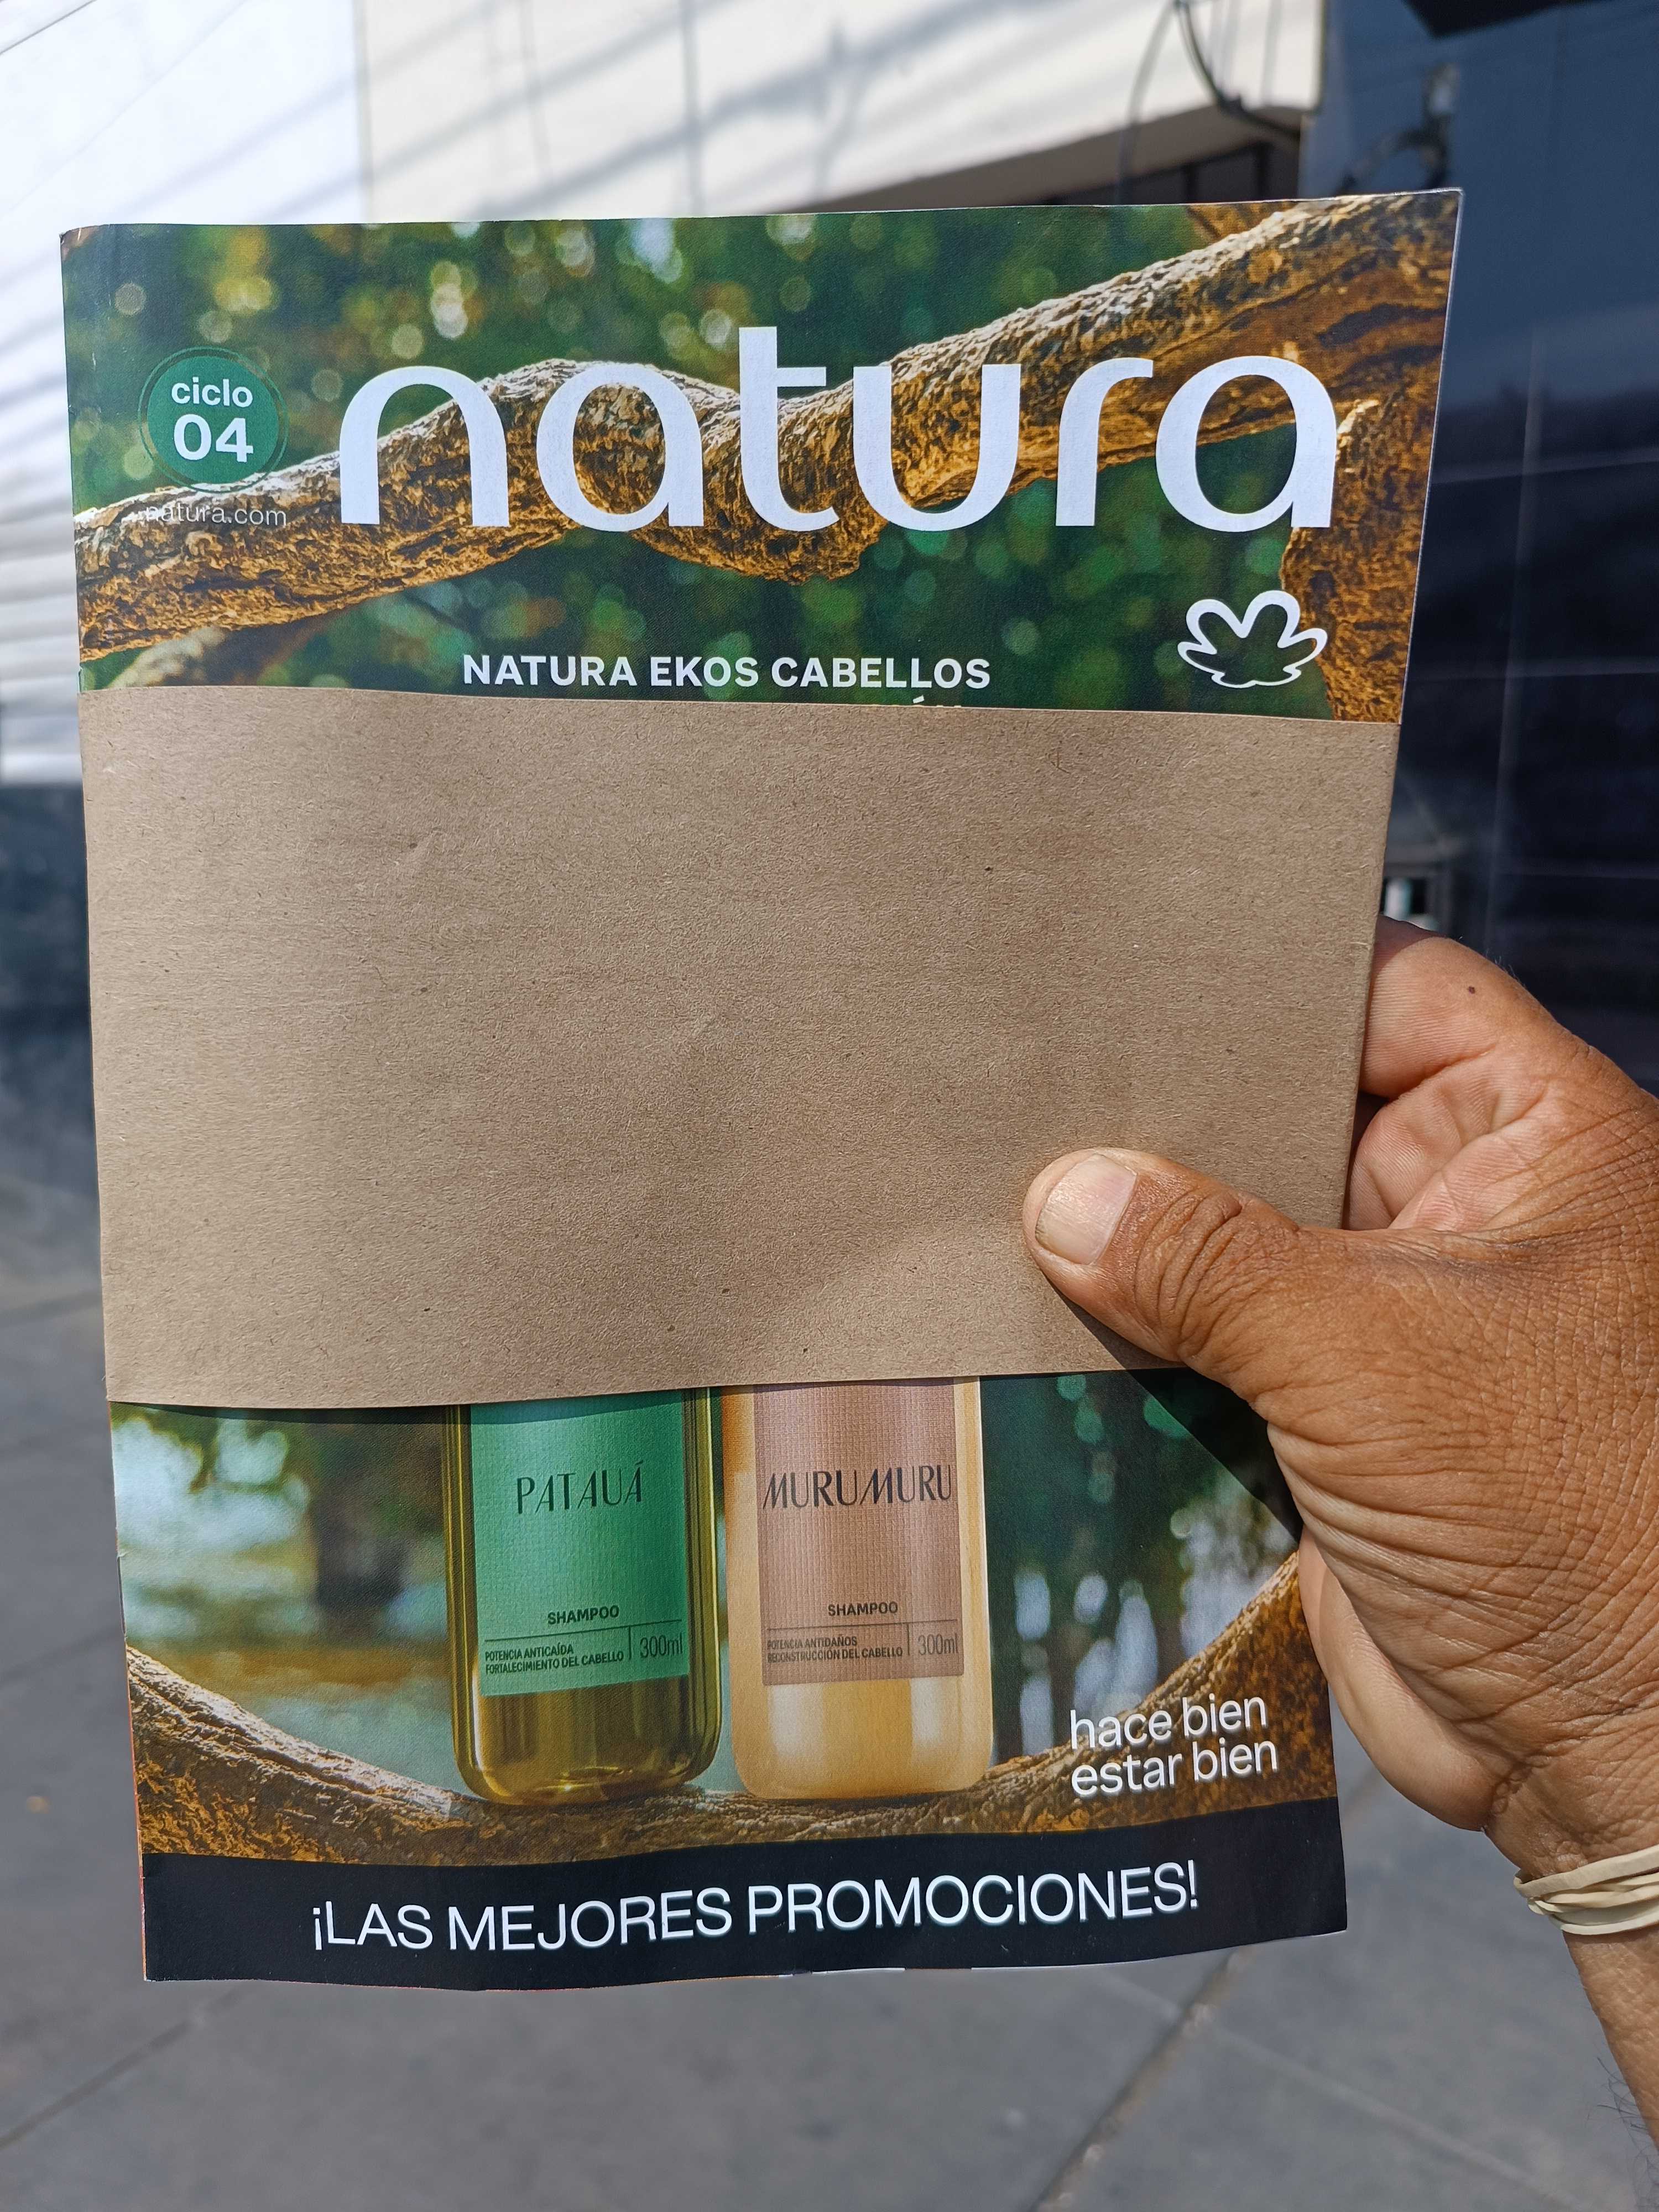 ciclo
04
natura
natura.com
NATURA EKOS CABELLOS
PATAUÁ
SHAMPOO
POTENCIA ANTICAÍDA
FORTALECIMIENTO DEL CABELLO
300ml
MURUMURU
SHAMPOO
POTENCIA ANTIDAÑOS
RECONSTRUCCIÓN DEL CABELLO
300ml
hace bien
estar bien
¡LAS MEJORES PROMOCIONES!